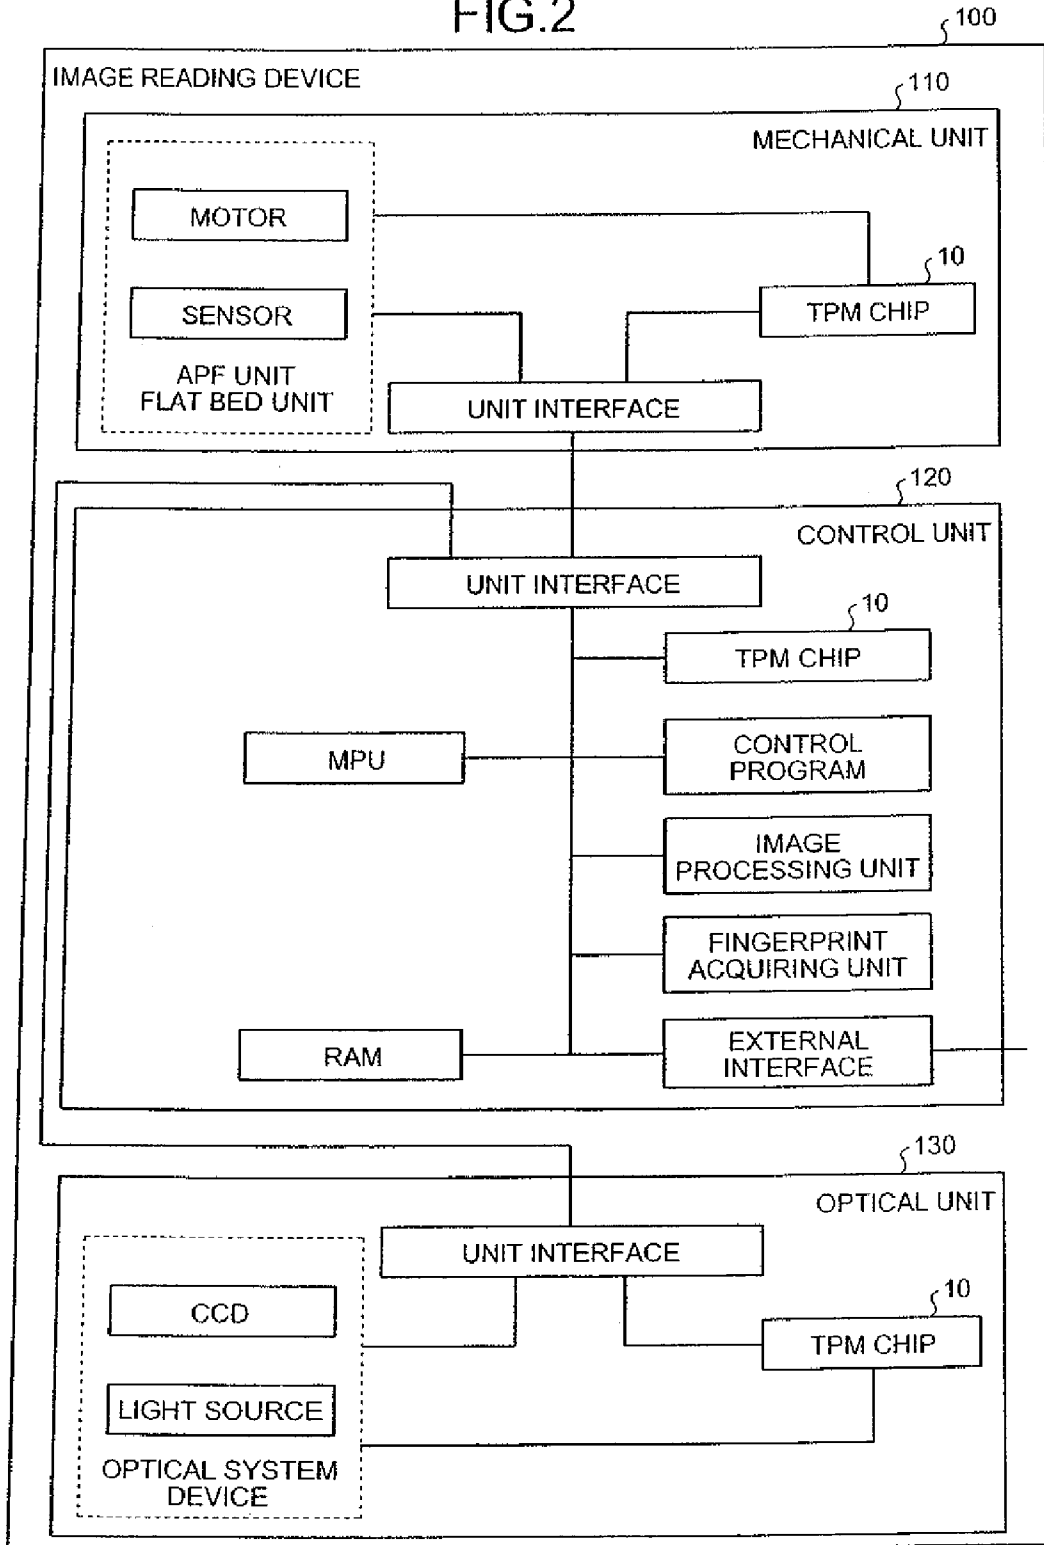 FIG.2
100
IMAGE READING DEVICE
110
MECHANICAL UNIT
MOTOR
10
SENSOR
TPM CHIP
APF UNIT
FLAT BED UNIT
UNIT INTERFACE
120
CONTROL UNIT
UNIT INTERFACE
10
TPM CHIP
MPU
CONTROL
PROGRAM
IMAGE
PROCESSING UNIT
FINGERPRINT
ACQUIRING UNIT
RAM
EXTERNAL
INTERFACE
130
OPTICAL UNIT
UNIT INTERFACE
CCD
10
TPM CHIP
LIGHT SOURCE
OPTICAL SYSTEM
DEVICE